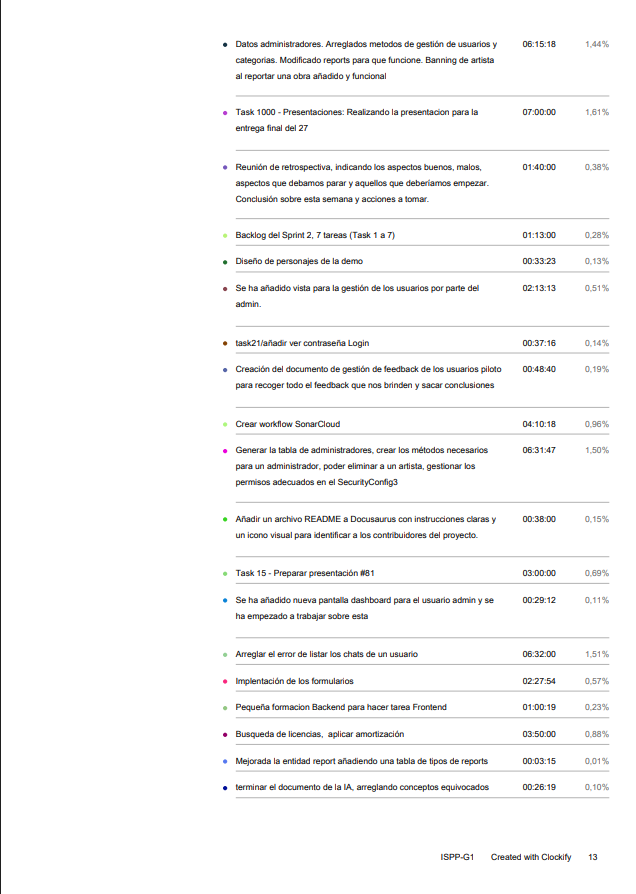 Datos administradores. Arreglados metodos de gestión de usuarios y 06:15:18 1,44%
categorias. Modificado reports para que funcione. Banning de artista
al reportar una obra añadido y funcional
Task 1000 - Presentaciones: Realizando la presentacion para la 07:00:00 1,61%
entrega final del 27
Reunión de retrospectiva, indicando los aspectos buenos, malos, 01:40:00 0,38%
aspectos que debamos parar y aquellos que deberíamos empezar.
Conclusión sobre esta semana y acciones a tomar.
Backlog del Sprint 2, 7 tareas (Task 1 a 7) 01:13:00 0,28%
Diseño de personajes de la demo 00:33:23 0,13%
Se ha añadido vista para la gestión de los usuarios por parte del 02:13:13 0,51%
admin.
task21/añadir ver contraseña Login 00:37:16 0,14%
Creación del documento de gestión de feedback de los usuarios piloto 00:48:40 0,19%
para recoger todo el feedback que nos brinden y sacar conclusiones
Crear workflow SonarCloud 04:10:18 0,96%
Generar la tabla de administradores, crear los métodos necesarios 06:31:47 1,50%
para un administrador, poder eliminar a un artista, gestionar los
permisos adecuados en el SecurityConfig3
Añadir un archivo README a Docusaurus con instrucciones claras y 00:38:00 0,15%
un icono visual para identificar a los contribuidores del proyecto.
Task 15 - Preparar presentación #81 03:00:00 0,69%
Se ha añadido nueva pantalla dashboard para el usuario admin y se 00:29:12 0,11%
ha empezado a trabajar sobre esta
Arreglar el error de listar los chats de un usuario 06:32:00 1,51%
Implentación de los formularios 02:27:54 0,57%
Pequeña formacion Backend para hacer tarea Frontend 01:00:19 0,23%
Busqueda de licencias, aplicar amortización 03:50:00 0,88%
Mejorada la entidad report añadiendo una tabla de tipos de reports 00:03:15 0,01%
terminar el documento de la IA, arreglando conceptos equivocados 00:26:19 0,10%
ISPP-G1 Created with Clockify 13